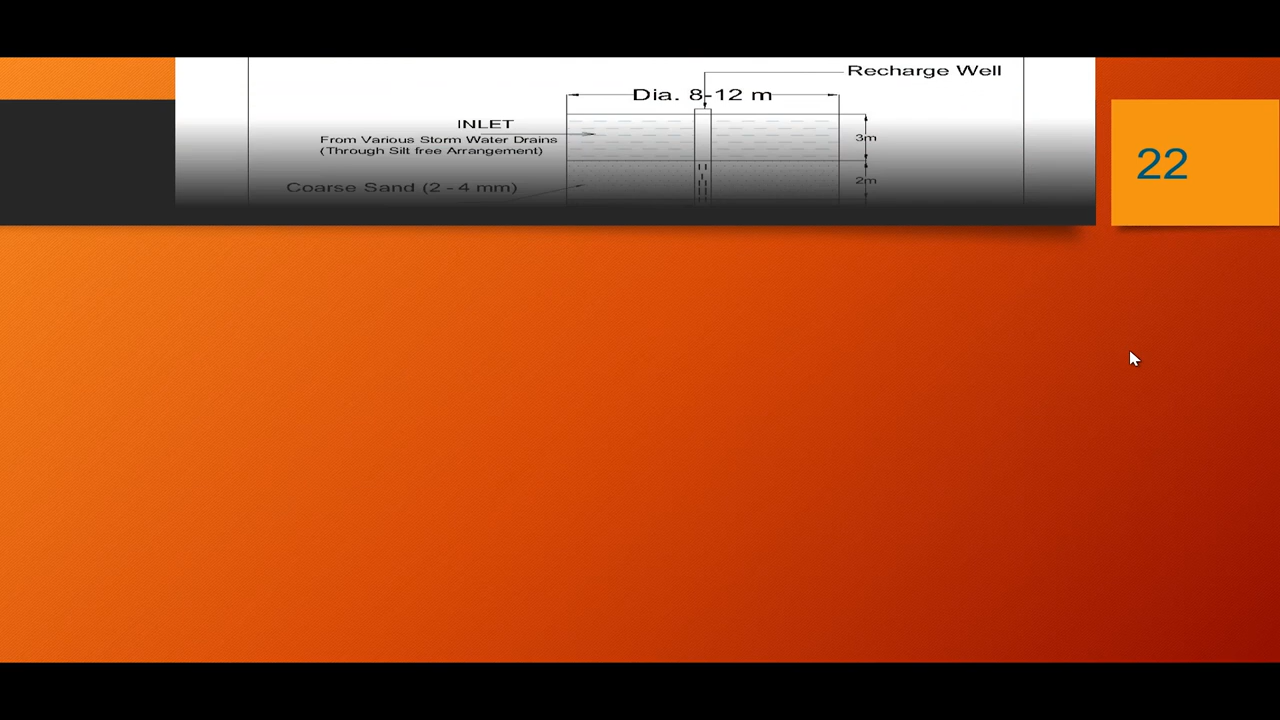 Recharge Well
Dia. 8-12 m
INLET
From Various Storm Water Drains
(Through Silt free Arrangement)
3m
Coarse Sand (2 - 4 mm)
2m
22